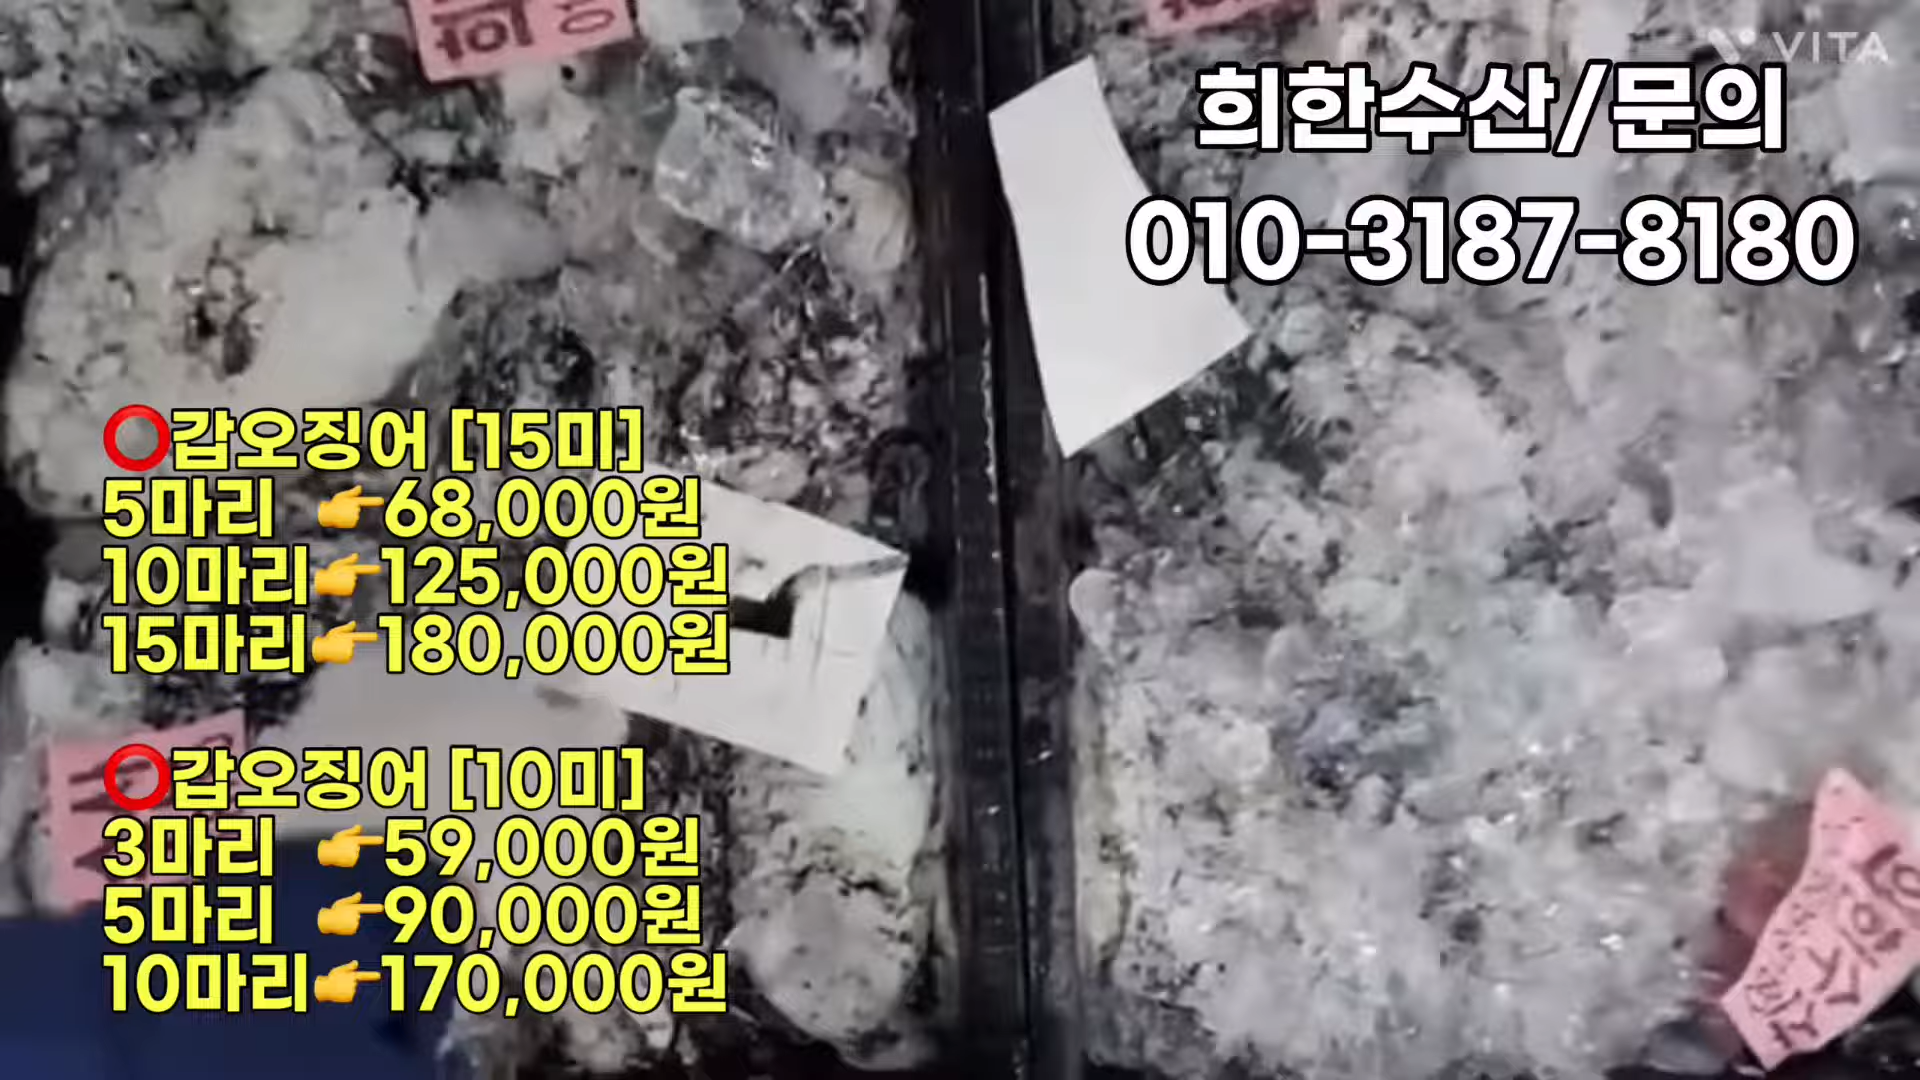 VITA
희한수산/문의
010-3187-8180
⭕갑오징어 [15미]
5마리 👉68,000원
10마리👉125,000원
15마리👉180,000원
⭕갑오징어 [10미]
3마리 👉59,000원
5마리 👉90,000원
10마리👉170,000원